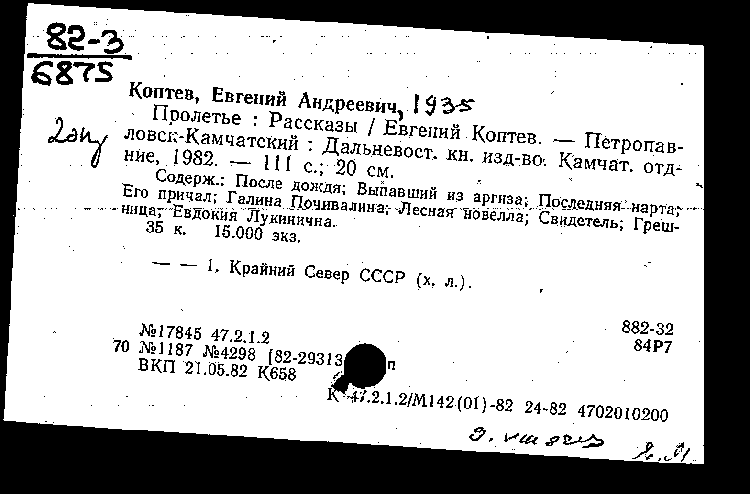 82-3
6875
Коптев, Евгений Андреевич, 1935
Пролетье : Рассказы / Евгений Коптев. — Петропав-
ловск-Камчатский : Дальневост. кн. изд-во. Камчат. отд-
ние, 1982. — 111 с.; 20 см.
Содерж.: После дождя; Выпавший из аргиза; Последняя нарта;
Его причал; Галина Почивалина; Лесная новелла; Свидетель; Греш-
ница; Евдокия Лукинична.
35 к. 15.000 экз.
— — 1. Крайний Север СССР (х. л.).
882-32
84Р7
№17845 47.2.1.2
70 №1187 №4298 [82-29313 п
ВКП 21.05.82 К658
К 47.2.1.2/М142(01)-82 24-82 4702010200